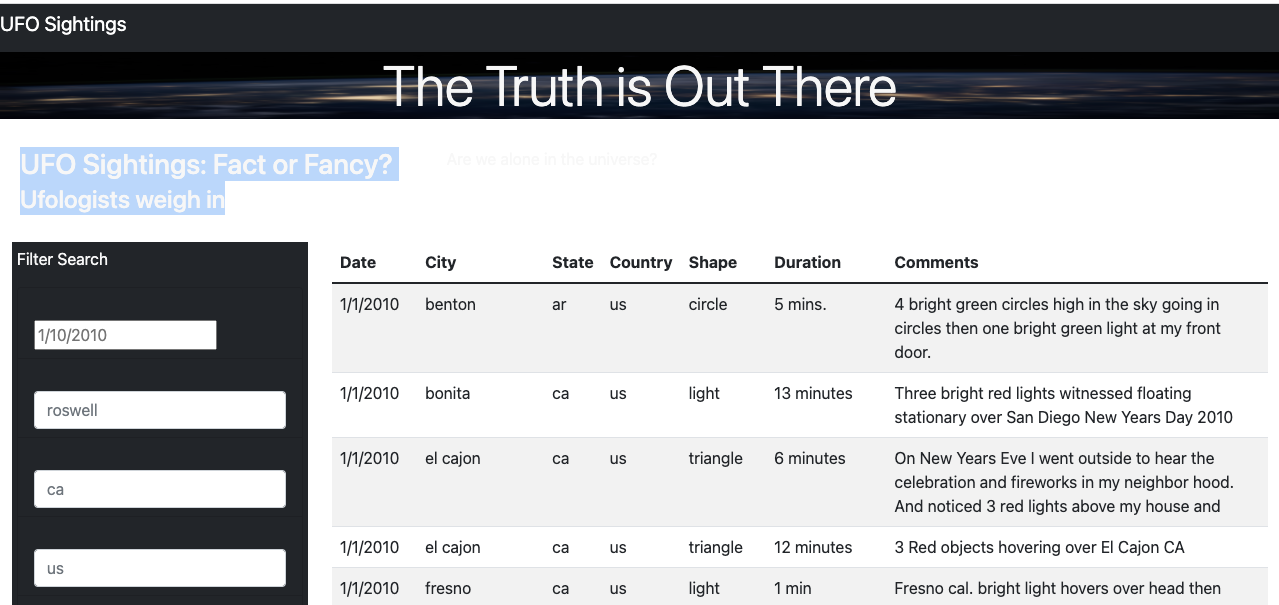 UFO Sightings
The Truth is Out There
UFO Sightings: Fact or Fancy?
Ufologists weigh in
Are we alone in the universe?
Filter Search
1/10/2010
roswell
ca
us
Date City State Country Shape Duration Comments
1/1/2010 benton ar us circle 5 mins. 4 bright green circles high in the sky going in
circles then one bright green light at my front
door.
1/1/2010 bonita ca us light 13 minutes Three bright red lights witnessed floating
stationary over San Diego New Years Day 2010
1/1/2010 el cajon ca us triangle 6 minutes On New Years Eve I went outside to hear the
celebration and fireworks in my neighbor hood.
And noticed 3 red lights above my house and
1/1/2010 el cajon ca us triangle 12 minutes 3 Red objects hovering over El Cajon CA
1/1/2010 fresno ca us light 1 min Fresno cal. bright light hovers over head then